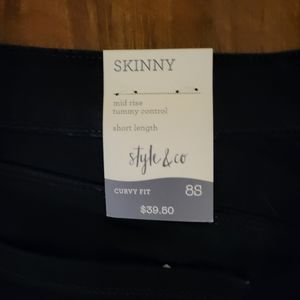 SKINNY
mid rise
tummy control
short length
style&co
CURVY FIT 8S
$39.50